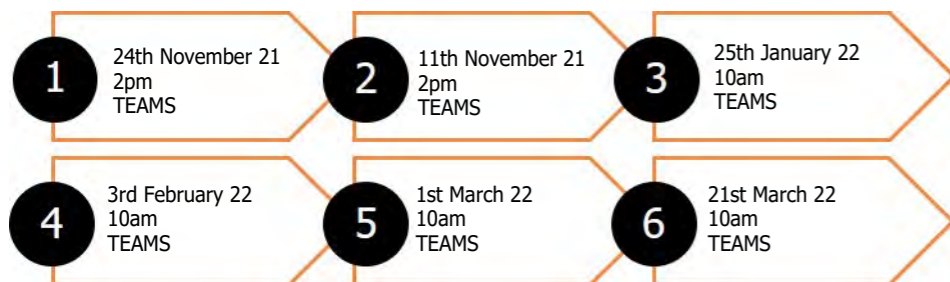 1
24th November 21
2pm
TEAMS
2
11th November 21
2pm
TEAMS
3
25th January 22
10am
TEAMS
4
3rd February 22
10am
TEAMS
5
1st March 22
10am
TEAMS
6
21st March 22
10am
TEAMS